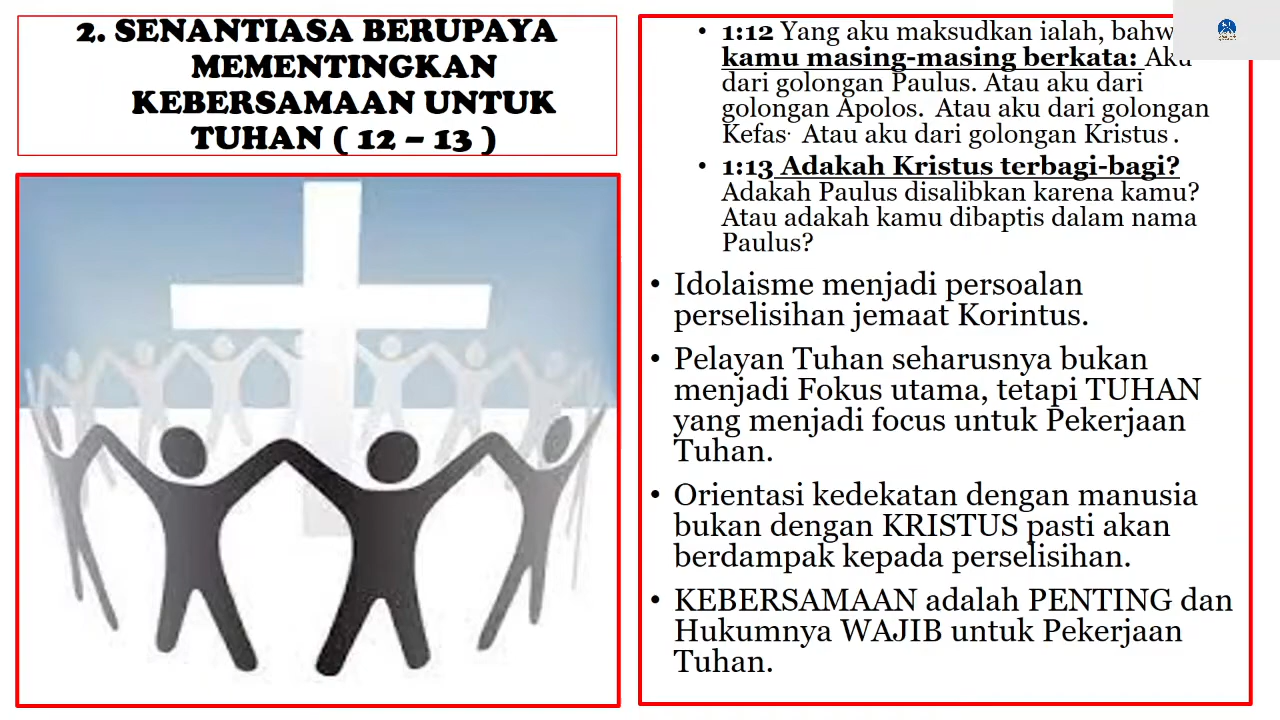 2. SENANTIASA BERUPAYA
MEMENTINGKAN
KEBERSAMAAN UNTUK
TUHAN ( 12 – 13 )
• 1:12 Yang aku maksudkan ialah, bahw
kamu masing-masing berkata: Aku
dari golongan Paulus. Atau aku dari
golongan Apolos. Atau aku dari golongan
Kefas. Atau aku dari golongan Kristus .
• 1:13 Adakah Kristus terbagi-bagi?
Adakah Paulus disalibkan karena kamu?
Atau adakah kamu dibaptis dalam nama
Paulus?
• Idolaisme menjadi persoalan
perselisihan jemaat Korintus.
• Pelayan Tuhan seharusnya bukan
menjadi Fokus utama, tetapi TUHAN
yang menjadi focus untuk Pekerjaan
Tuhan.
• Orientasi kedekatan dengan manusia
bukan dengan KRISTUS pasti akan
berdampak kepada perselisihan.
• KEBERSAMAAN adalah PENTING dan
Hukumnya WAJIB untuk Pekerjaan
Tuhan.